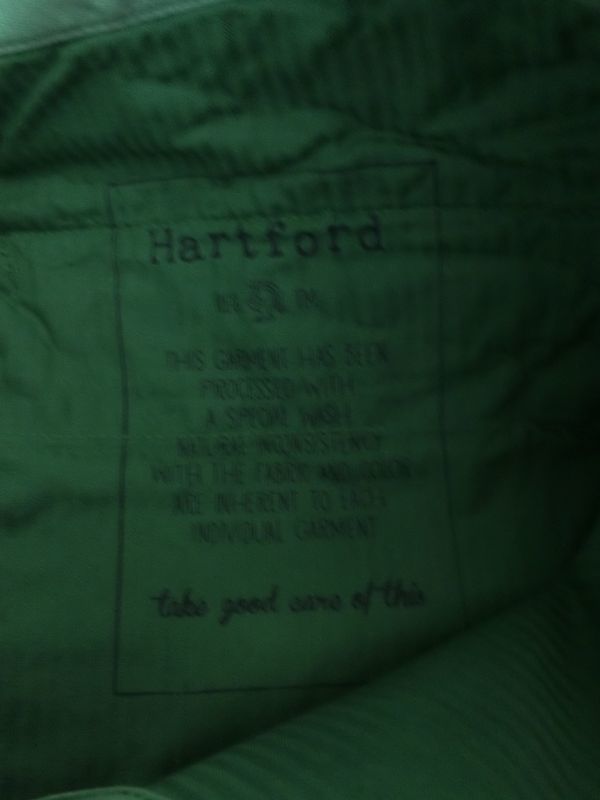 Hartford
THIS GARMENT HAS BEEN
PROCESSED WITH
A SPECIAL WASH
NATURAL INCONSISTENCY
WITH THE FABRIC AND COLOR
ARE INHERENT TO EACH
INDIVIDUAL GARMENT
take good care of this